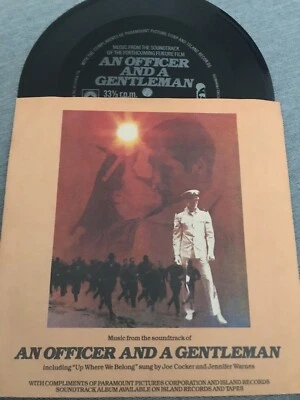 MUSIC FROM THE SOUNDTRACK
OF THE FORTHCOMING FUTURE FILM
AN OFFICER
AND A
GENTLEMAN
33⅓ r.p.m.
Music from the soundtrack of
AN OFFICER AND A GENTLEMAN
including "Up Where We Belong" sung by Joe Cocker and Jennifer Warnes
WITH COMPLIMENTS OF PARAMOUNT PICTURES CORPORATION AND ISLAND RECORDS
SOUNDTRACK ALBUM AVAILABLE ON ISLAND RECORDS AND TAPES